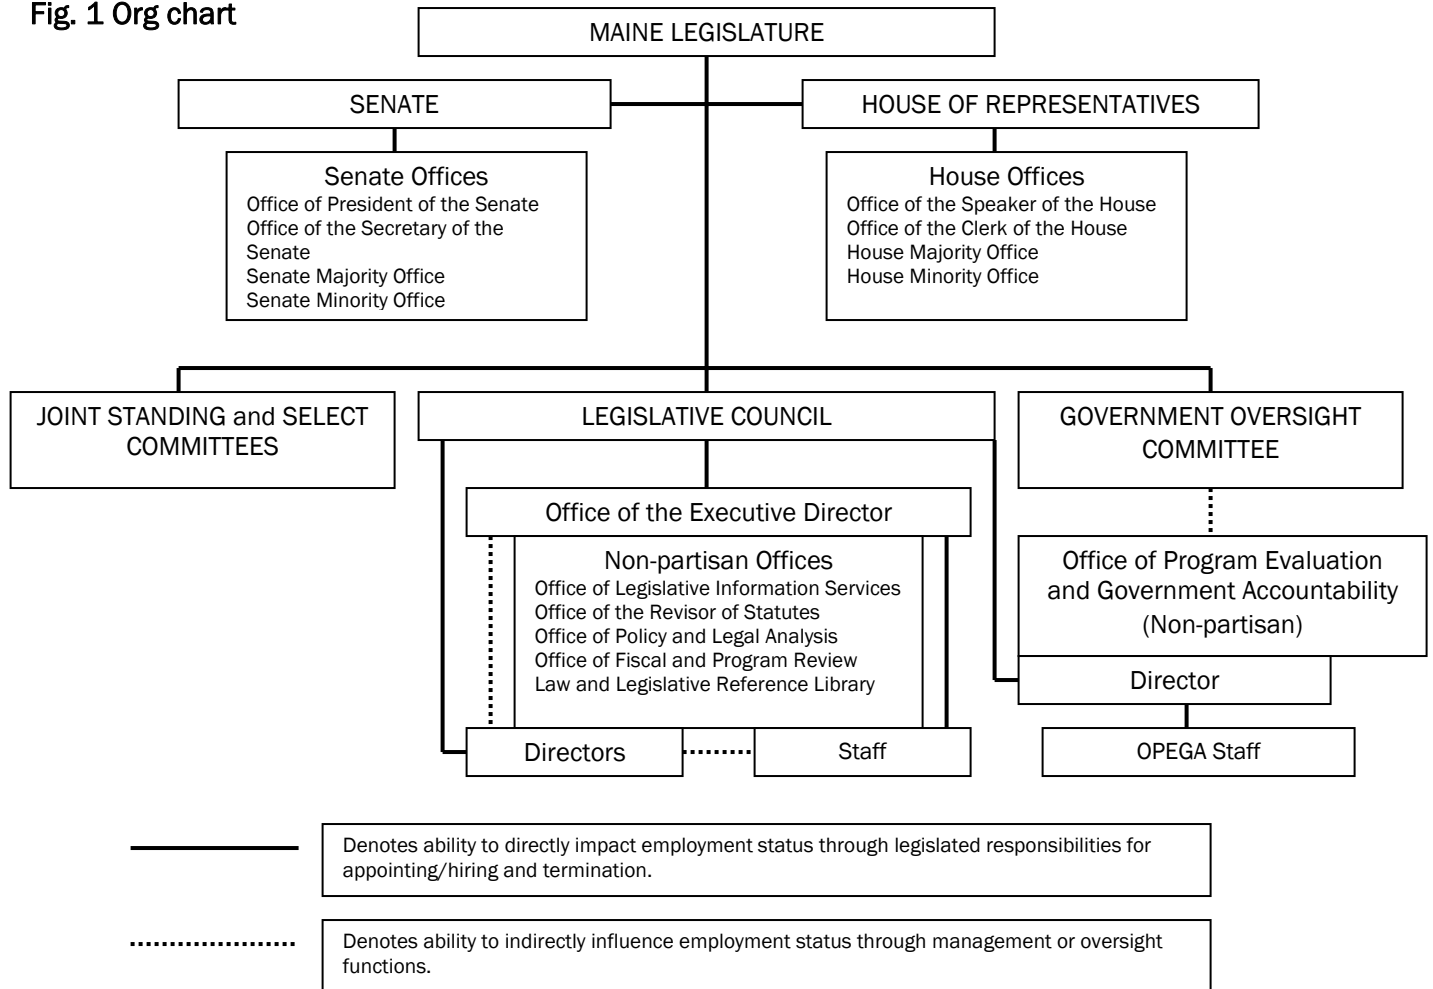 Fig. 1 Org chart
MAINE LEGISLATURE
SENATE
HOUSE OF REPRESENTATIVES
Senate Offices
Office of President of the Senate
Office of the Secretary of the
Senate
Senate Majority Office
Senate Minority Office
House Offices
Office of the Speaker of the House
Office of the Clerk of the House
House Majority Office
House Minority Office
JOINT STANDING and SELECT
COMMITTEES
LEGISLATIVE COUNCIL
GOVERNMENT OVERSIGHT
COMMITTEE
Office of the Executive Director
Non-partisan Offices
Office of Legislative Information Services
Office of the Revisor of Statutes
Office of Policy and Legal Analysis
Office of Fiscal and Program Review
Law and Legislative Reference Library
Directors
Staff
Office of Program Evaluation
and Government Accountability
(Non-partisan)
Director
OPEGA Staff
Denotes ability to directly impact employment status through legislated responsibilities for
appointing/hiring and termination.
Denotes ability to indirectly influence employment status through management or oversight
functions.